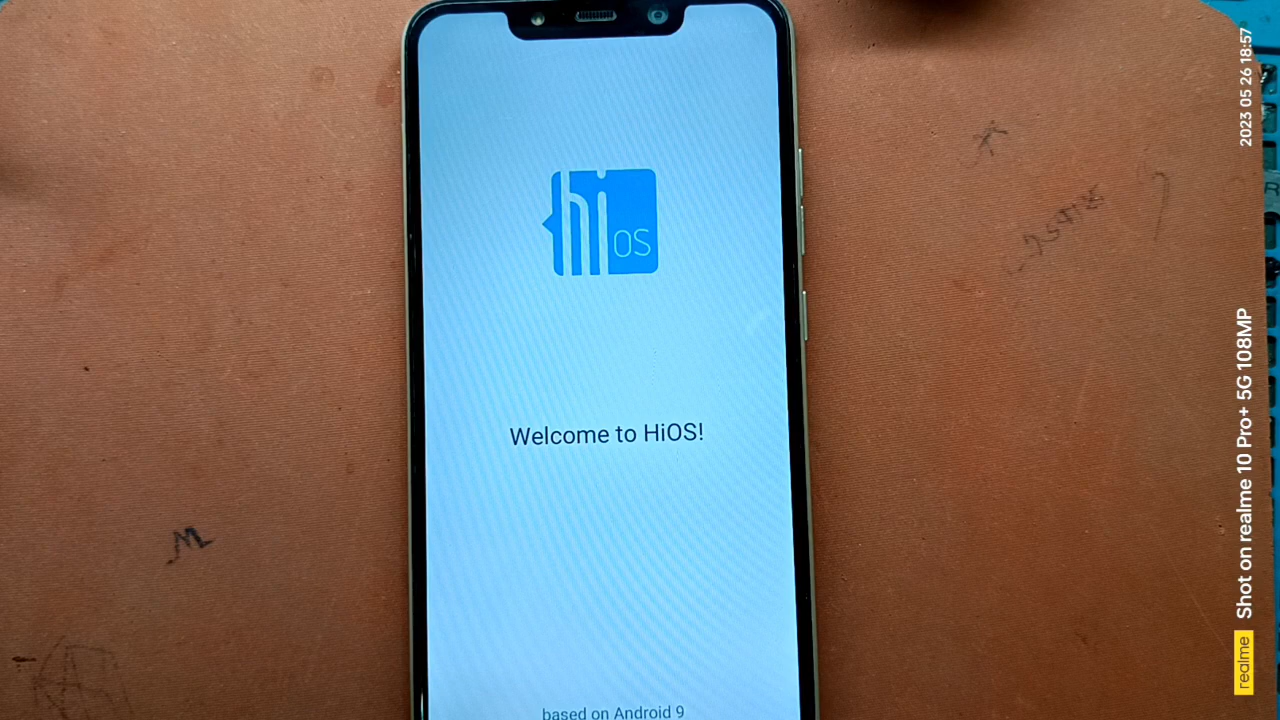 hi
OS
Welcome to HiOS!
based on Android 9
M
realme
Shot on realme 10 Pro+ 5G 108MP
2023 05 26 18:57